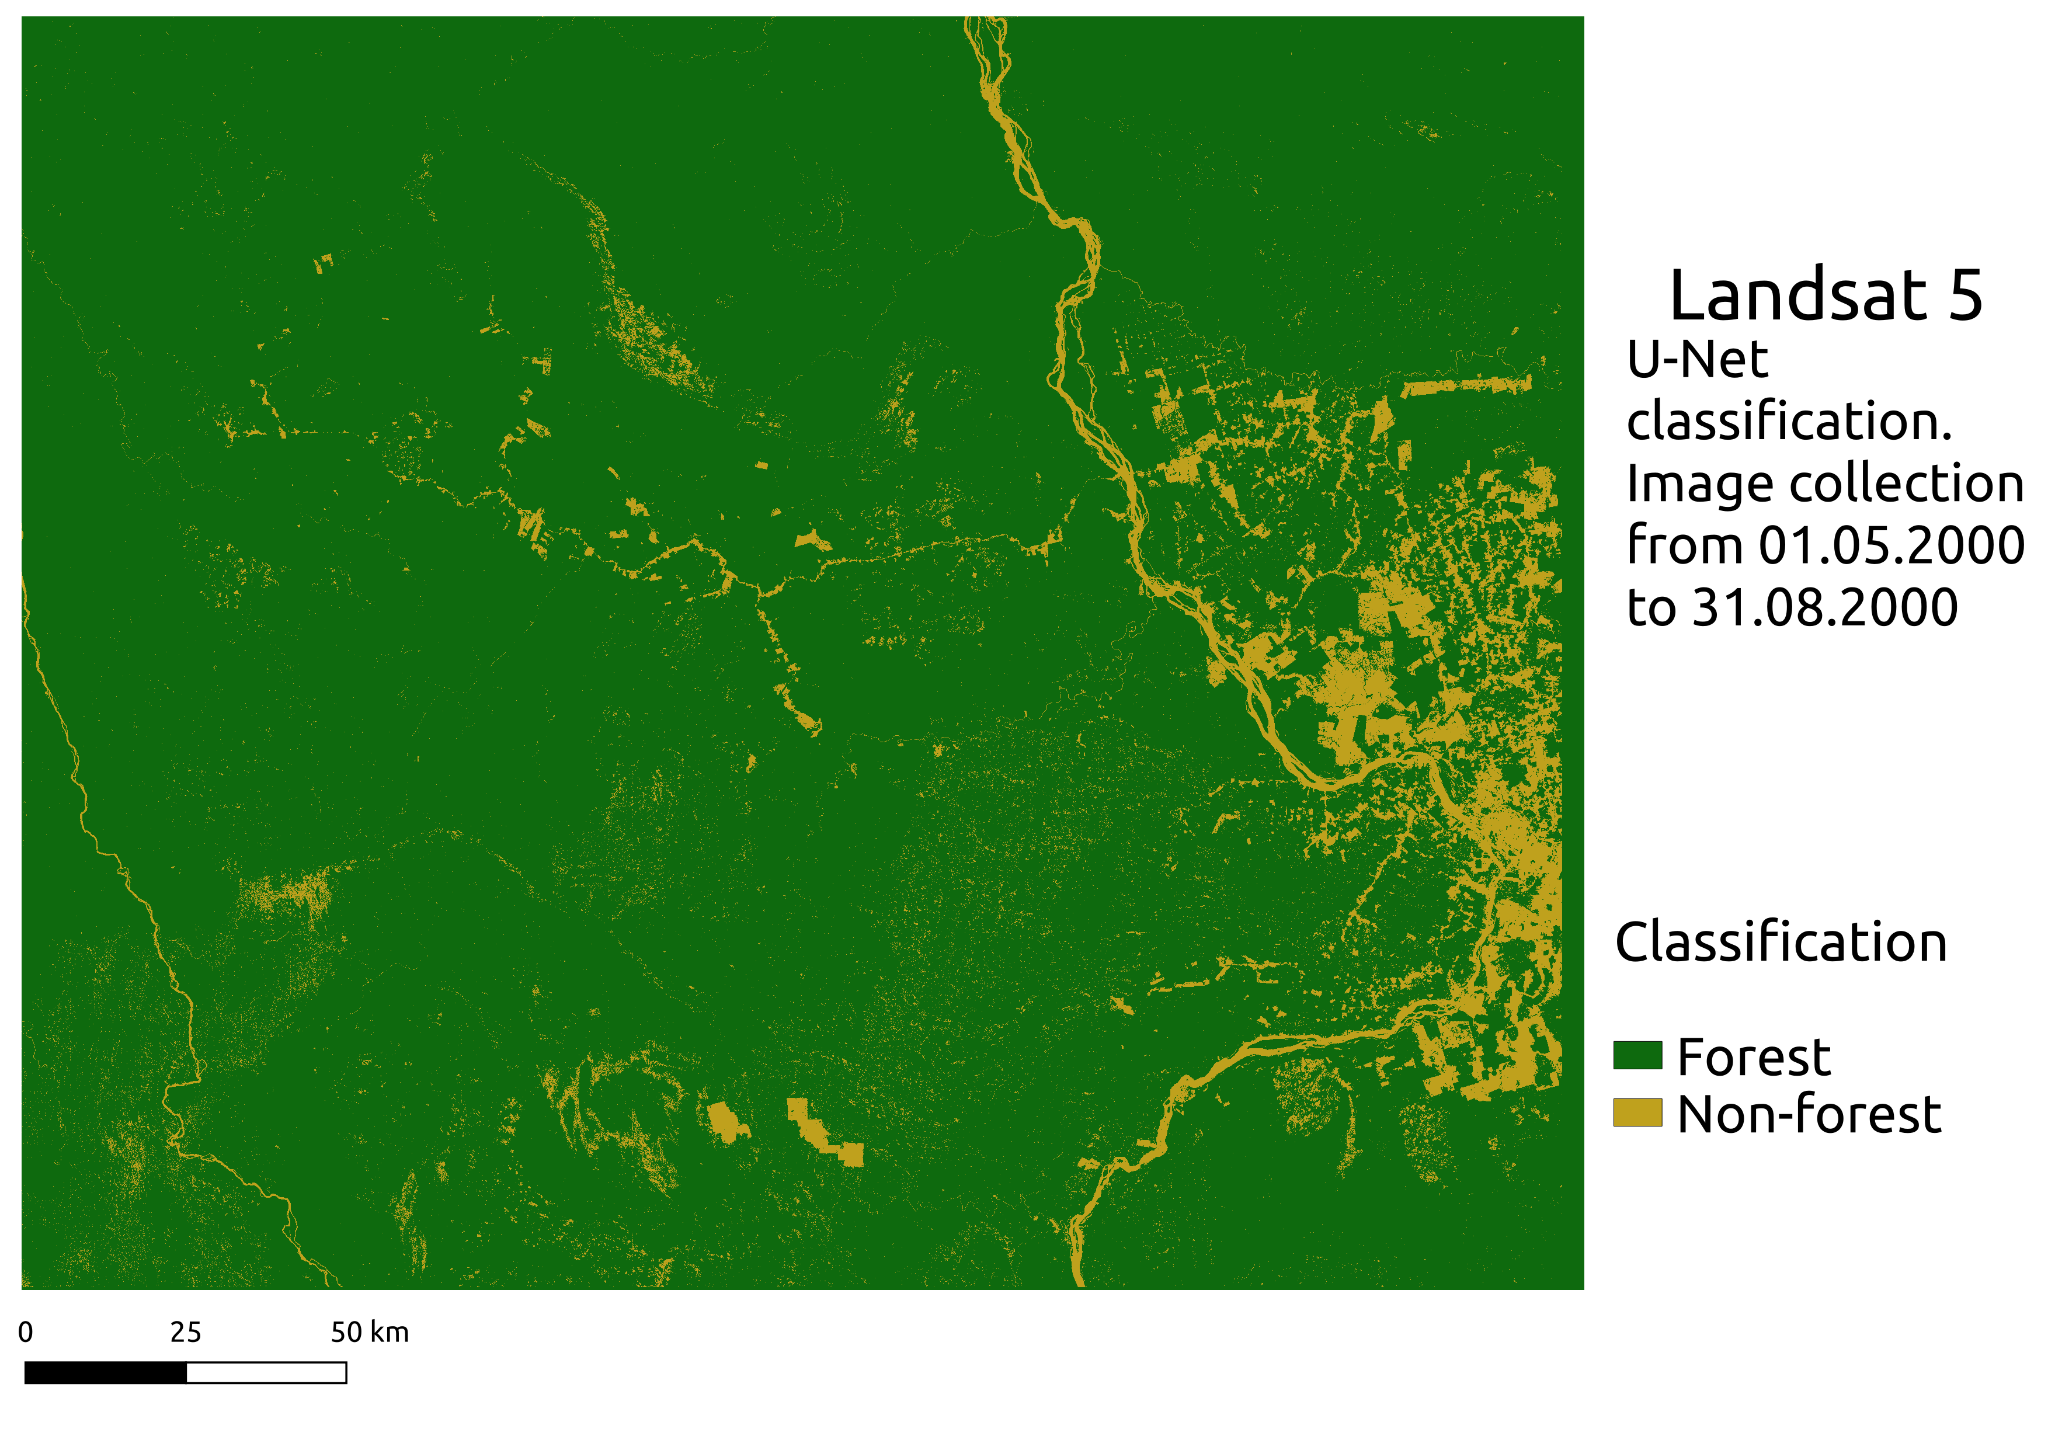 Landsat 5
U-Net
classification.
Image collection
from 01.05.2000
to 31.08.2000
Classification
Forest
Non-forest
0 25 50 km